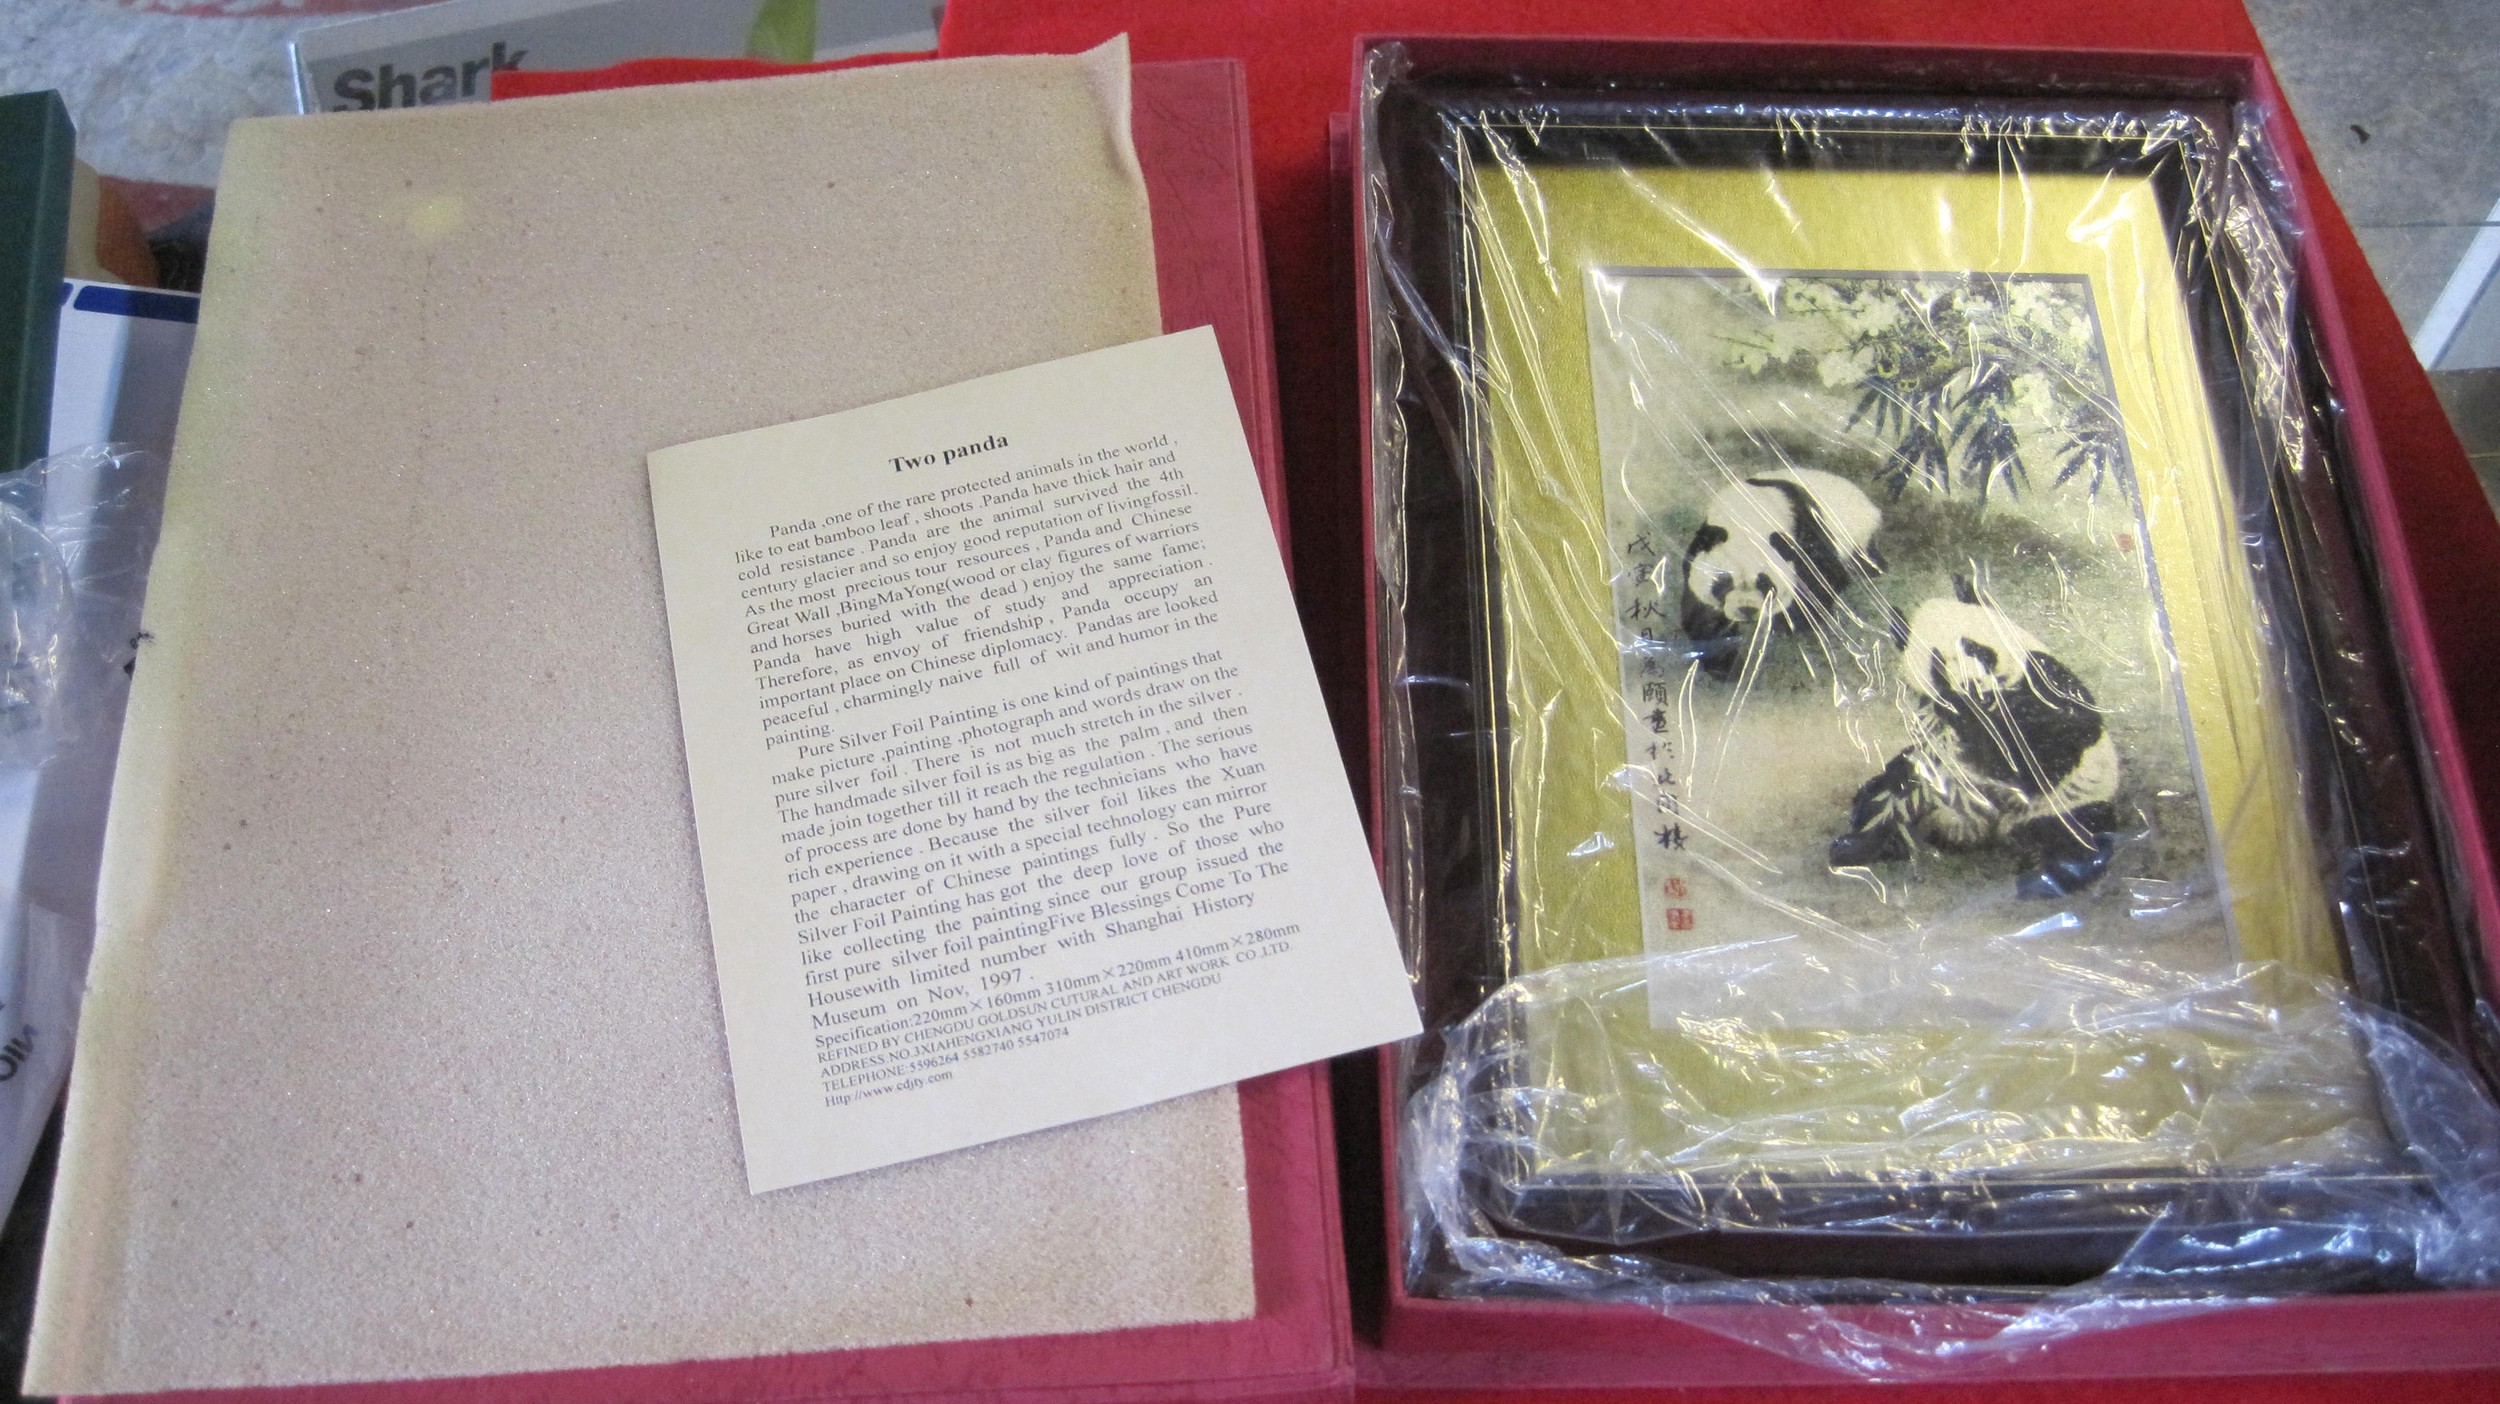 Shark
Two panda
Panda ,one of the rare protected animals in the world ,
like to eat bamboo leaf , shoots .Panda have thick hair and
cold resistance . Panda are the animal survived the 4th
century glacier and so enjoy good reputation of livingfossil.
As the most precious tour resources , Panda and Chinese
Great Wall ,BingMaYong(wood or clay figures of warriors
and horses buried with the dead ) enjoy the same fame;
Panda have high value of study and appreciation .
Therefore, as envoy of friendship , Panda occupy an
important place on Chinese diplomacy. Pandas are looked
peaceful , charmingly naive full of wit and humor in the
painting.
Pure Silver Foil Painting is one kind of paintings that
make picture ,painting ,photograph and words draw on the
pure silver foil . There is not much stretch in the silver .
The handmade silver foil is as big as the palm , and then
made join together till it reach the regulation . The serious
of process are done by hand by the technicians who have
rich experience . Because the silver foil likes the Xuan
paper , drawing on it with a special technology can mirror
the character of Chinese paintings fully . So the Pure
Silver Foil Painting has got the deep love of those who
like collecting the painting since our group issued the
first pure silver foil paintingFive Blessings Come To The
Housewith limited number with Shanghai History
Museum on Nov, 1997 .
Specification:220mm×160mm 310mm×220mm 410mm×280mm
REFINED BY CHENGDU GOLDSUN CUTURAL AND ART WORK CO .LTD.
ADDRESS NO.3XIAHENGXIANG YULIN DISTRICT CHENGDU
TELEPHONE:5596264 5582740 5547074
Http://www.cdjty.com
戊寅秋月
頤畫於
樓